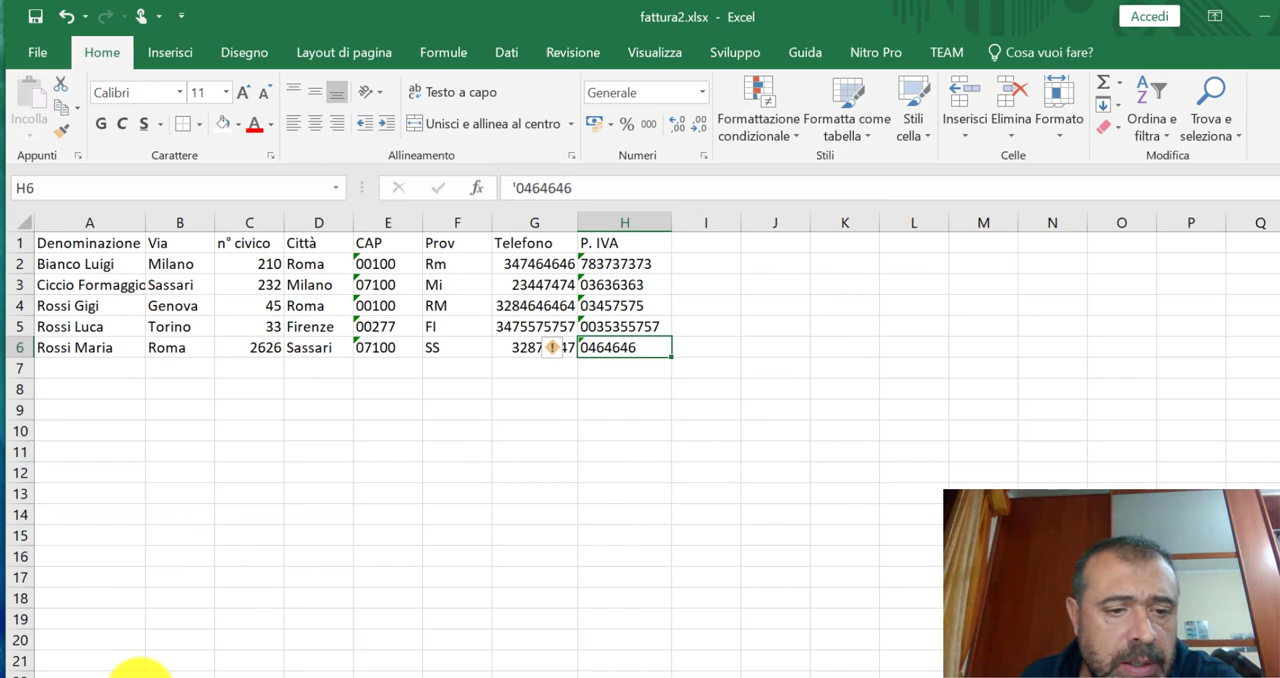 fattura2.xlsx - Excel
Accedi
File Home Inserisci Disegno Layout di pagina Formule Dati Revisione Visualizza Sviluppo Guida Nitro Pro TEAM Cosa vuoi fare?
Incolla
Calibri 11
Testo a capo
Generale
G C S
Unisci e allinea al centro
% 000
Formattazione condizionale
Formatta come tabella
Stili cella
Inserisci Elimina Formato
Ordina e filtra
Trova e seleziona
Appunti Carattere Allineamento Numeri Stili Celle Modifica
H6 fx '0464646
A B C D E F G H I J K L M N O P Q
1 Denominazione Via n° civico Città CAP Prov Telefono P. IVA
2 Bianco Luigi Milano 210 Roma 00100 Rm 347464646 783737373
3 Ciccio Formaggio Sassari 232 Milano 07100 Mi 23447474 03636363
4 Rossi Gigi Genova 45 Roma 00100 RM 3284646464 03457575
5 Rossi Luca Torino 33 Firenze 00277 FI 3475575757 0035355757
6 Rossi Maria Roma 2626 Sassari 07100 SS 0464646
7
8
9
10
11
12
13
14
15
16
17
18
19
20
21